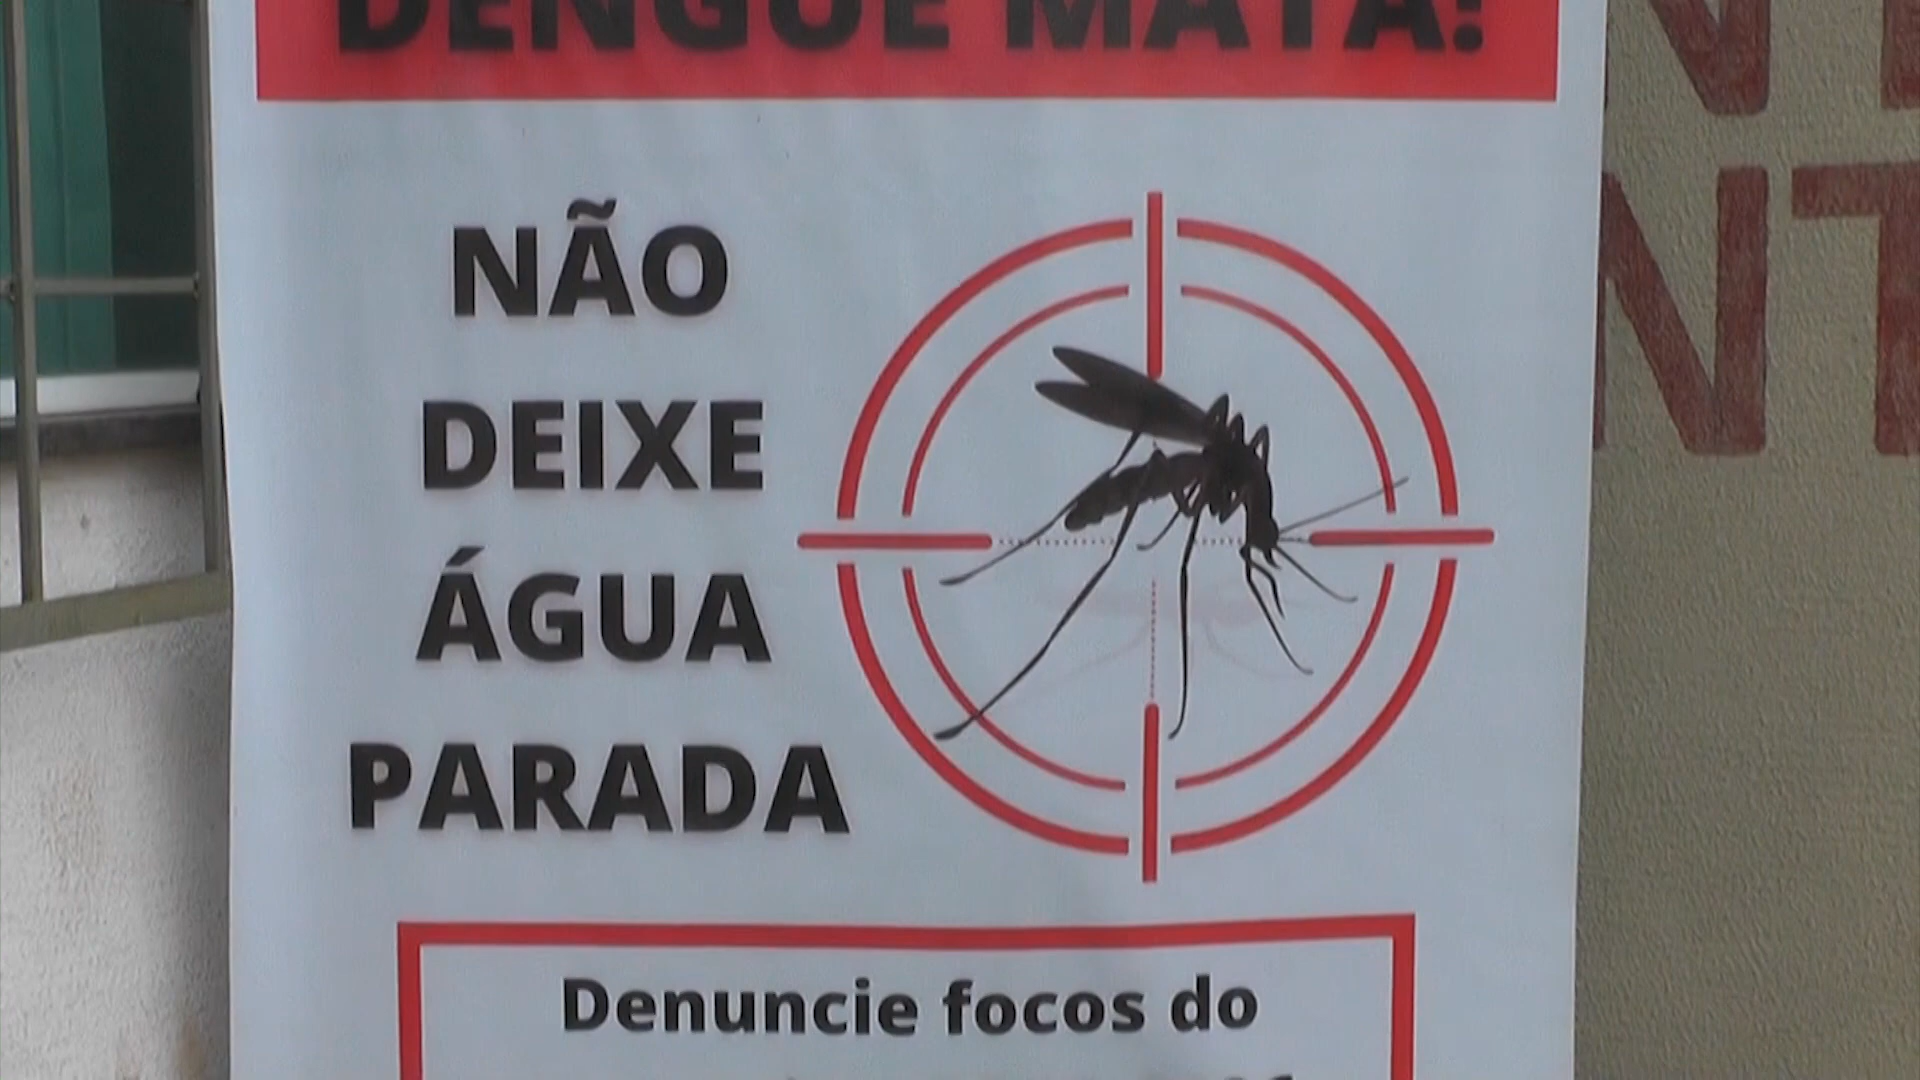 DENGUE MATA!
NÃO
DEIXE
ÁGUA
PARADA
Denuncie focos do